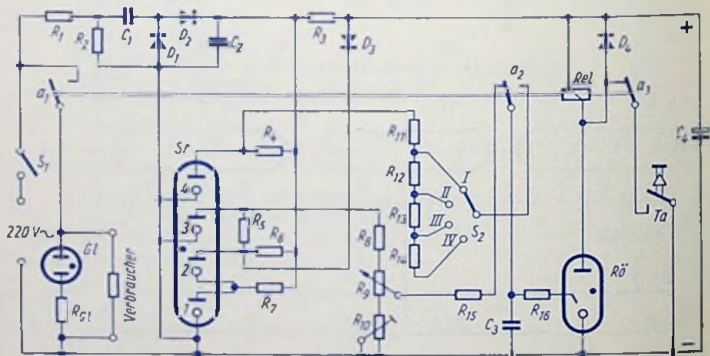 R₁
R₂
C₁
D₁
D₂
C₂
R₃
D₃
D₄
+
a₁
a₂
Rel
a₃
C₄
S₁
Sr
4
3
2
1
R₄
R₅
R₆
R₇
R₈
R₉
R₁₀
R₁₁
R₁₂
R₁₃
R₁₄
I
II
III
IV
S₂
Ta
220 V~
Gl
R_Gl
Verbraucher
R₁₅
C₃
R₁₆
Rö
−